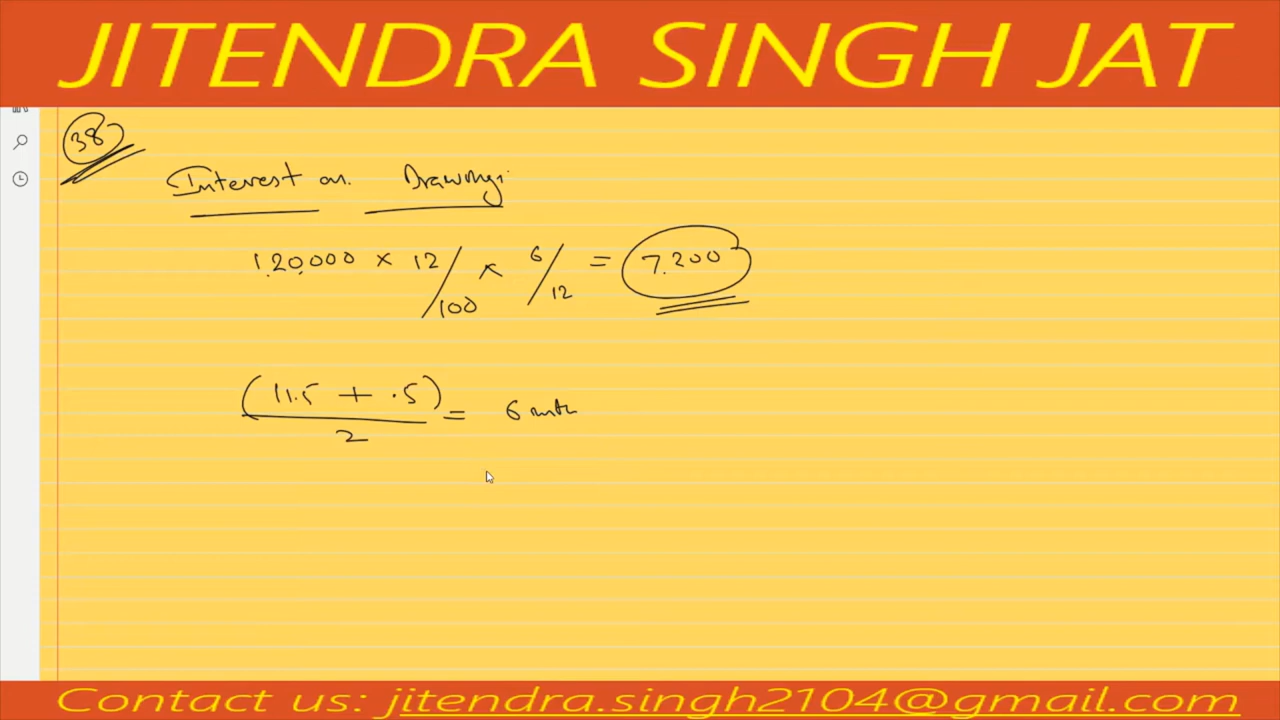 JITENDRA SINGH JAT
38
Interest on Drawings
1,20,000 × 12/100 × 6/12 = 7,200
(11.5 + .5)/2 = 6 mth
Contact us: jitendra.singh2104@gmail.com